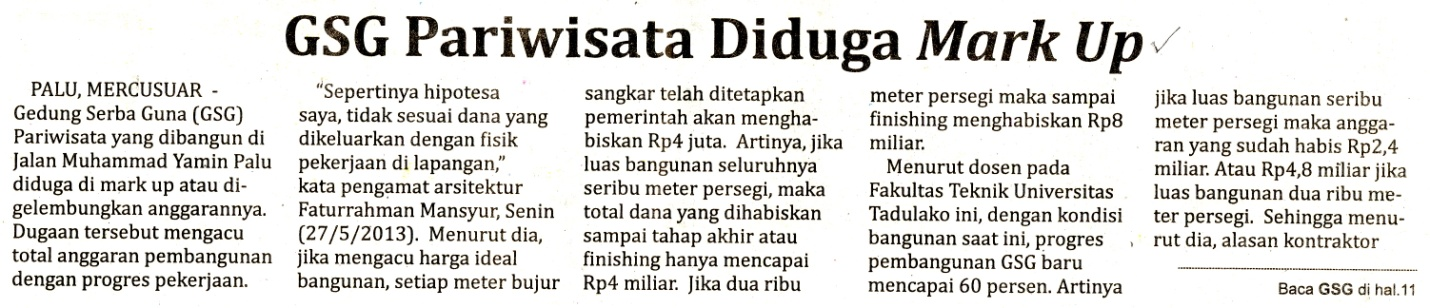 GSG Pariwisata Diduga Mark Up
PALU, MERCUSUAR -
Gedung Serba Guna (GSG)
Pariwisata yang dibangun di
Jalan Muhammad Yamin Palu
diduga di mark up atau di-
gelembungkan anggarannya.
Dugaan tersebut mengacu
total anggaran pembangunan
dengan progres pekerjaan.
“Sepertinya hipotesa
saya, tidak sesuai dana yang
dikeluarkan dengan fisik
pekerjaan di lapangan,”
kata pengamat arsitektur
Faturrahman Mansyur, Senin
(27/5/2013). Menurut dia,
jika mengacu harga ideal
bangunan, setiap meter bujur
sangkar telah ditetapkan
pemerintah akan mengha-
biskan Rp4 juta. Artinya, jika
luas bangunan seluruhnya
seribu meter persegi, maka
total dana yang dihabiskan
sampai tahap akhir atau
finishing hanya mencapai
Rp4 miliar. Jika dua ribu
meter persegi maka sampai
finishing menghabiskan Rp8
miliar.
Menurut dosen pada
Fakultas Teknik Universitas
Tadulako ini, dengan kondisi
bangunan saat ini, progres
pembangunan GSG baru
mencapai 60 persen. Artinya
jika luas bangunan seribu
meter persegi maka angga-
ran yang sudah habis Rp2,4
miliar. Atau Rp4,8 miliar jika
luas bangunan dua ribu me-
ter persegi. Sehingga menu-
rut dia, alasan kontraktor
Baca GSG di hal.11